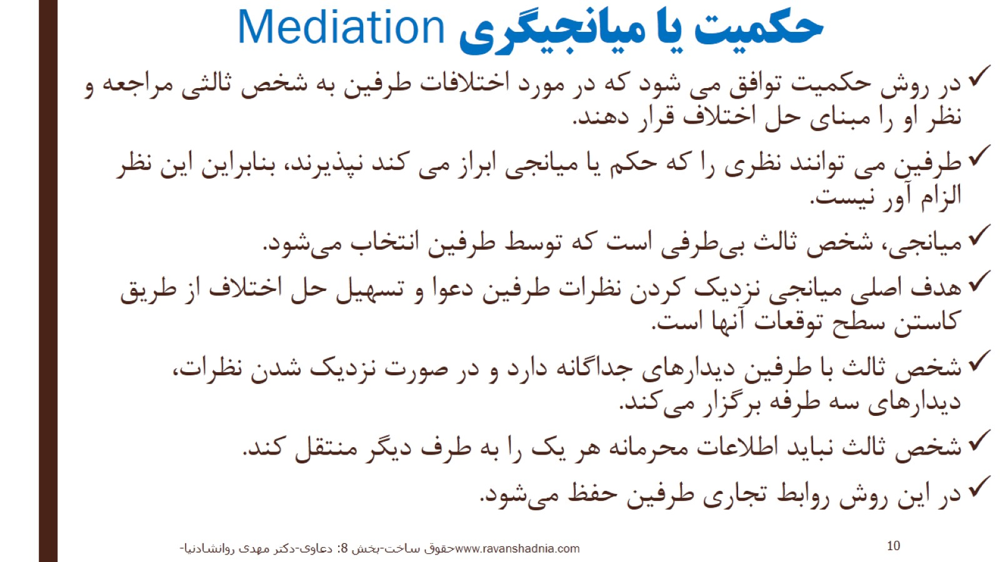 حکمیت یا میانجیگری Mediation
✓ در روش حکمیت توافق می شود که در مورد اختلافات طرفین به شخص ثالثی مراجعه و
نظر او را مبنای حل اختلاف قرار دهند.
✓ طرفین می توانند نظری را که حکم یا میانجی ابراز می کند نپذیرند، بنابراین این نظر
الزام آور نیست.
✓ میانجی، شخص ثالث بی‌طرفی است که توسط طرفین انتخاب می‌شود.
✓ هدف اصلی میانجی نزدیک کردن نظرات طرفین دعوا و تسهیل حل اختلاف از طریق
کاستن سطح توقعات آنها است.
✓ شخص ثالث با طرفین دیدارهای جداگانه دارد و در صورت نزدیک شدن نظرات،
دیدارهای سه طرفه برگزار می‌کند.
✓ شخص ثالث نباید اطلاعات محرمانه هر یک را به طرف دیگر منتقل کند.
✓ در این روش روابط تجاری طرفین حفظ می‌شود.
حقوق ساخت-بخش 8: دعاوی-دکتر مهدی روانشادنیا-www.ravanshadnia.com
10